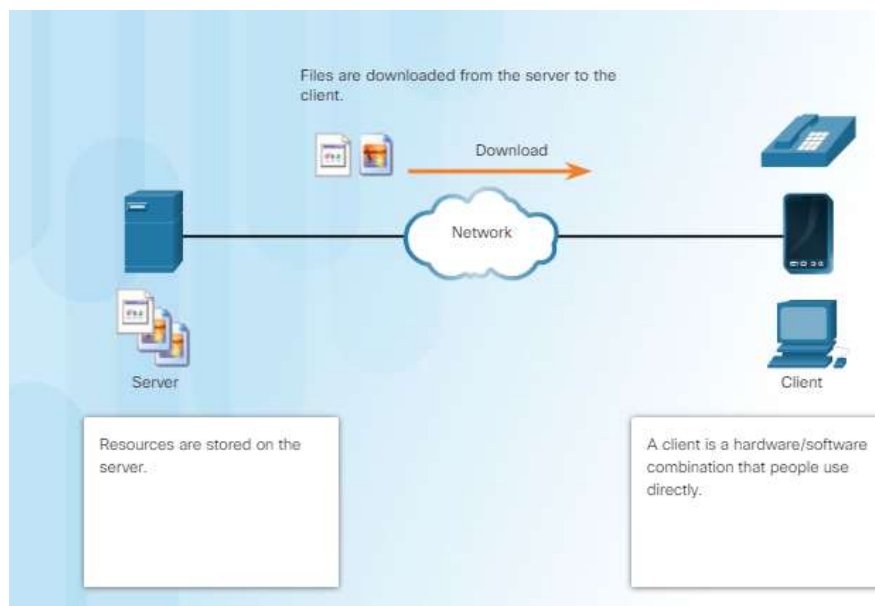 Files are downloaded from the server to the
client.
Download
Network
Server
Client
Resources are stored on the
server.
A client is a hardware/software
combination that people use
directly.